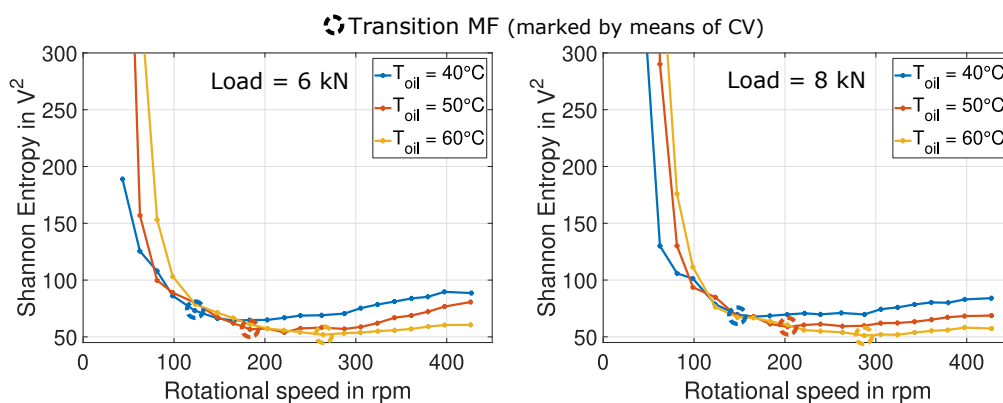 Transition MF (marked by means of CV)
Shannon Entropy in V²
300
250
200
150
100
50
0
100
200
300
400
Rotational speed in rpm
Load = 6 kN
T_oil = 40°C
T_oil = 50°C
T_oil = 60°C
Shannon Entropy in V²
300
250
200
150
100
50
0
100
200
300
400
Rotational speed in rpm
Load = 8 kN
T_oil = 40°C
T_oil = 50°C
T_oil = 60°C